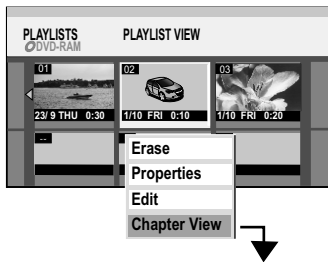 PLAYLISTS PLAYLIST VIEW
DVD-RAM
01 02 03
23/ 9 THU 0:30 1/10 FRI 0:10 1/10 FRI 0:20
-- --
Erase
Properties
Edit
Chapter View